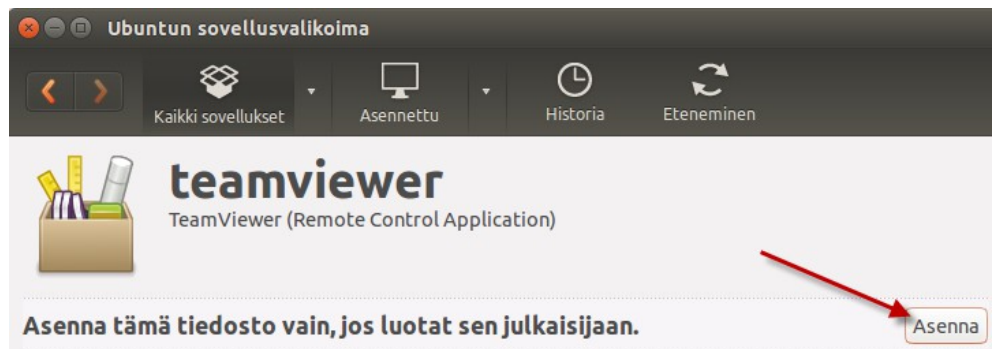 Ubuntun sovellusvalikoima
Kaikki sovellukset Asennettu Historia Eteneminen
teamviewer
TeamViewer (Remote Control Application)
Asenna tämä tiedosto vain, jos luotat sen julkaisijaan. Asenna